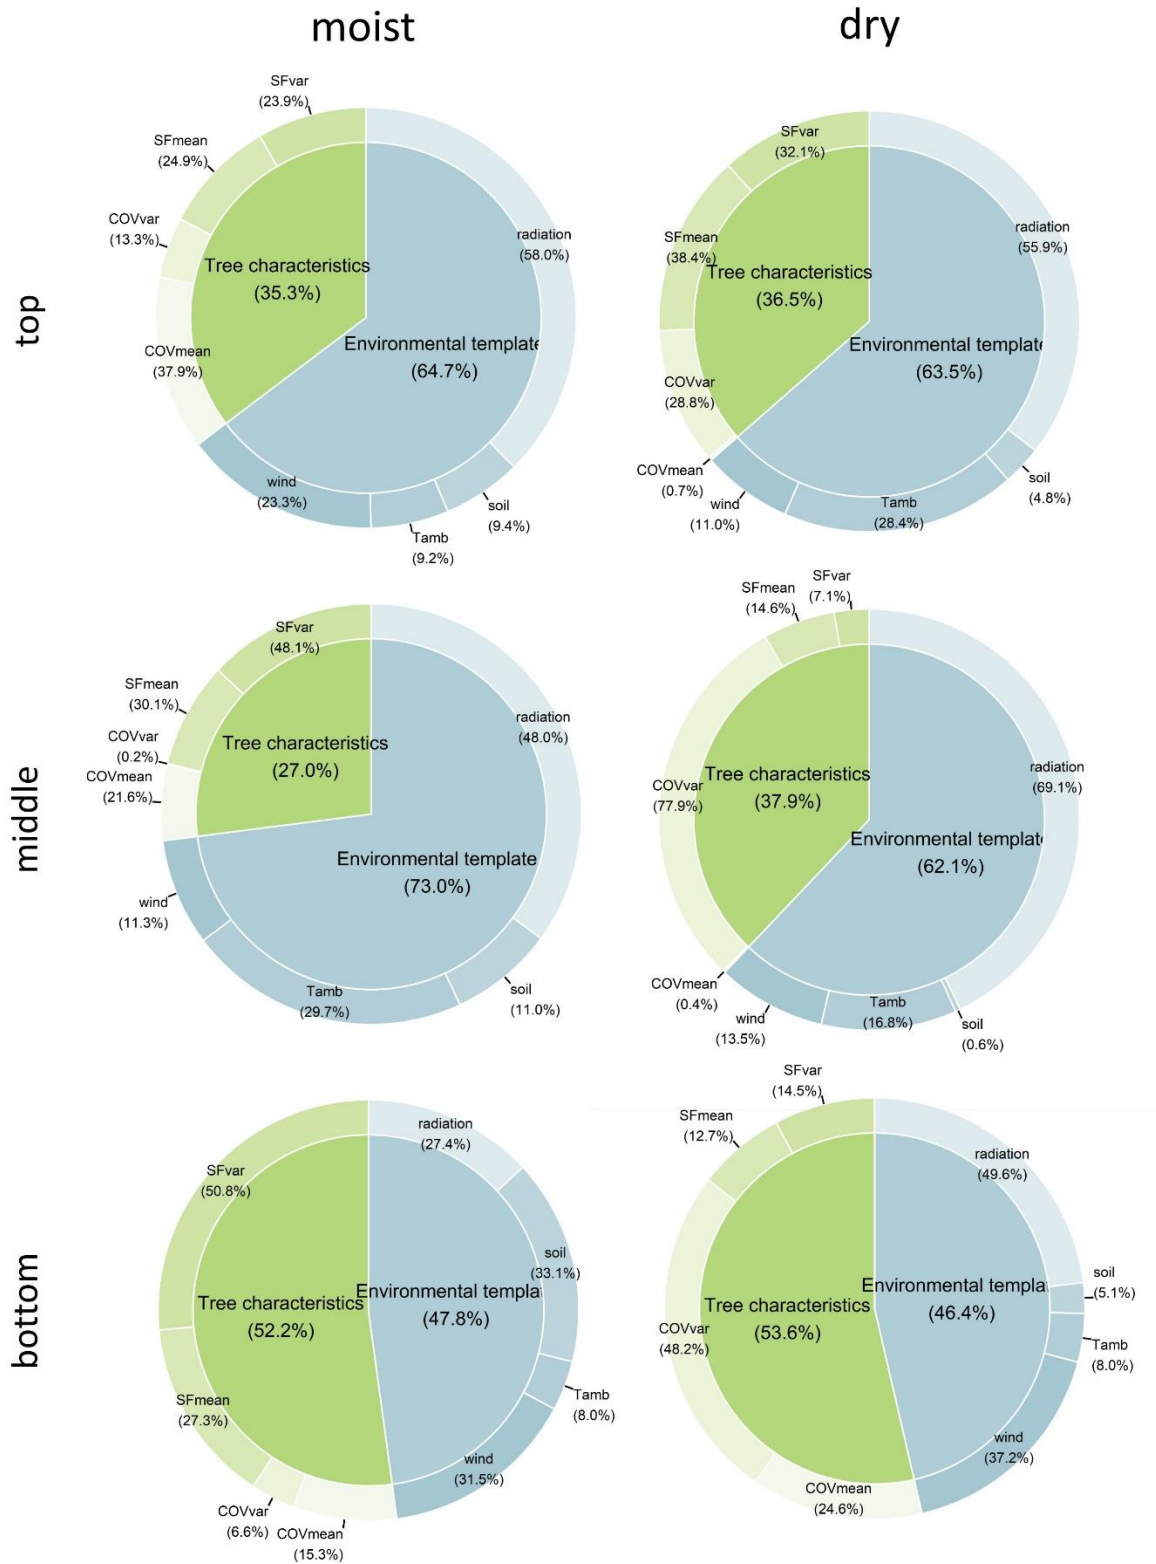 moist
dry
top
SFvar
(23.9%)
SFmean
(24.9%)
COVvar
(13.3%)
COVmean
(37.9%)
Tree characteristics
(35.3%)
Environmental template
(64.7%)
radiation
(58.0%)
soil
(9.4%)
Tamb
(9.2%)
wind
(23.3%)
SFvar
(32.1%)
SFmean
(38.4%)
COVvar
(28.8%)
COVmean
(0.7%)
Tree characteristics
(36.5%)
Environmental templat
(63.5%)
radiation
(55.9%)
soil
(4.8%)
Tamb
(28.4%)
wind
(11.0%)
middle
SFvar
(48.1%)
SFmean
(30.1%)
COVvar
(0.2%)
COVmean
(21.6%)
Tree characteristics
(27.0%)
Environmental template
(73.0%)
radiation
(48.0%)
soil
(11.0%)
Tamb
(29.7%)
wind
(11.3%)
SFvar
(7.1%)
SFmean
(14.6%)
COVvar
(77.9%)
COVmean
(0.4%)
Tree characteristics
(37.9%)
Environmental templat
(62.1%)
radiation
(69.1%)
soil
(0.6%)
Tamb
(16.8%)
wind
(13.5%)
bottom
SFvar
(50.8%)
SFmean
(27.3%)
COVvar
(6.6%)
COVmean
(15.3%)
Tree characteristics
(52.2%)
Environmental templa
(47.8%)
radiation
(27.4%)
soil
(33.1%)
Tamb
(8.0%)
wind
(31.5%)
SFvar
(14.5%)
SFmean
(12.7%)
COVvar
(48.2%)
COVmean
(24.6%)
Tree characteristics
(53.6%)
Environmental templa
(46.4%)
radiation
(49.6%)
soil
(5.1%)
Tamb
(8.0%)
wind
(37.2%)